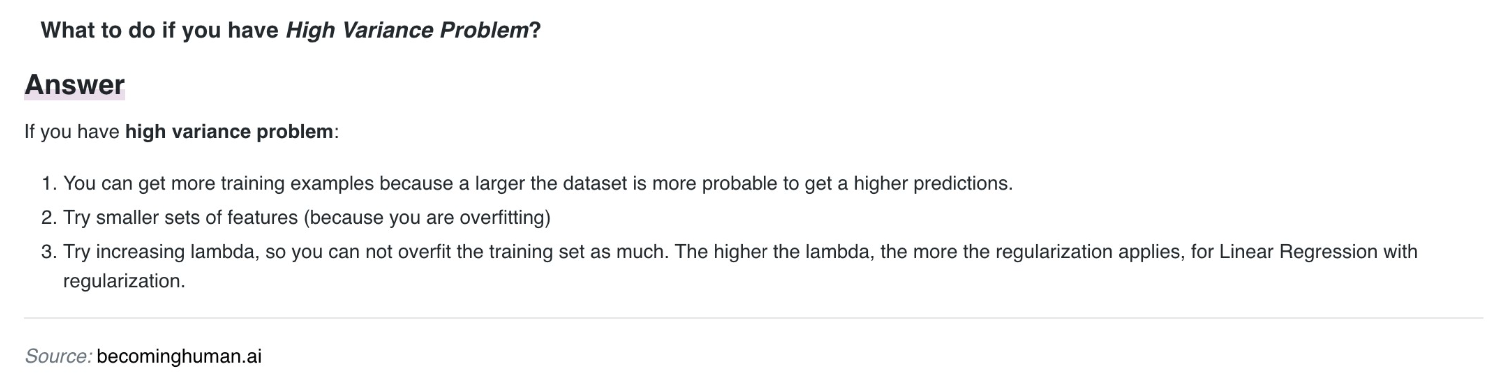 What to do if you have High Variance Problem?
Answer
If you have high variance problem:
1. You can get more training examples because a larger the dataset is more probable to get a higher predictions.
2. Try smaller sets of features (because you are overfitting)
3. Try increasing lambda, so you can not overfit the training set as much. The higher the lambda, the more the regularization applies, for Linear Regression with
regularization.
Source: becominghuman.ai